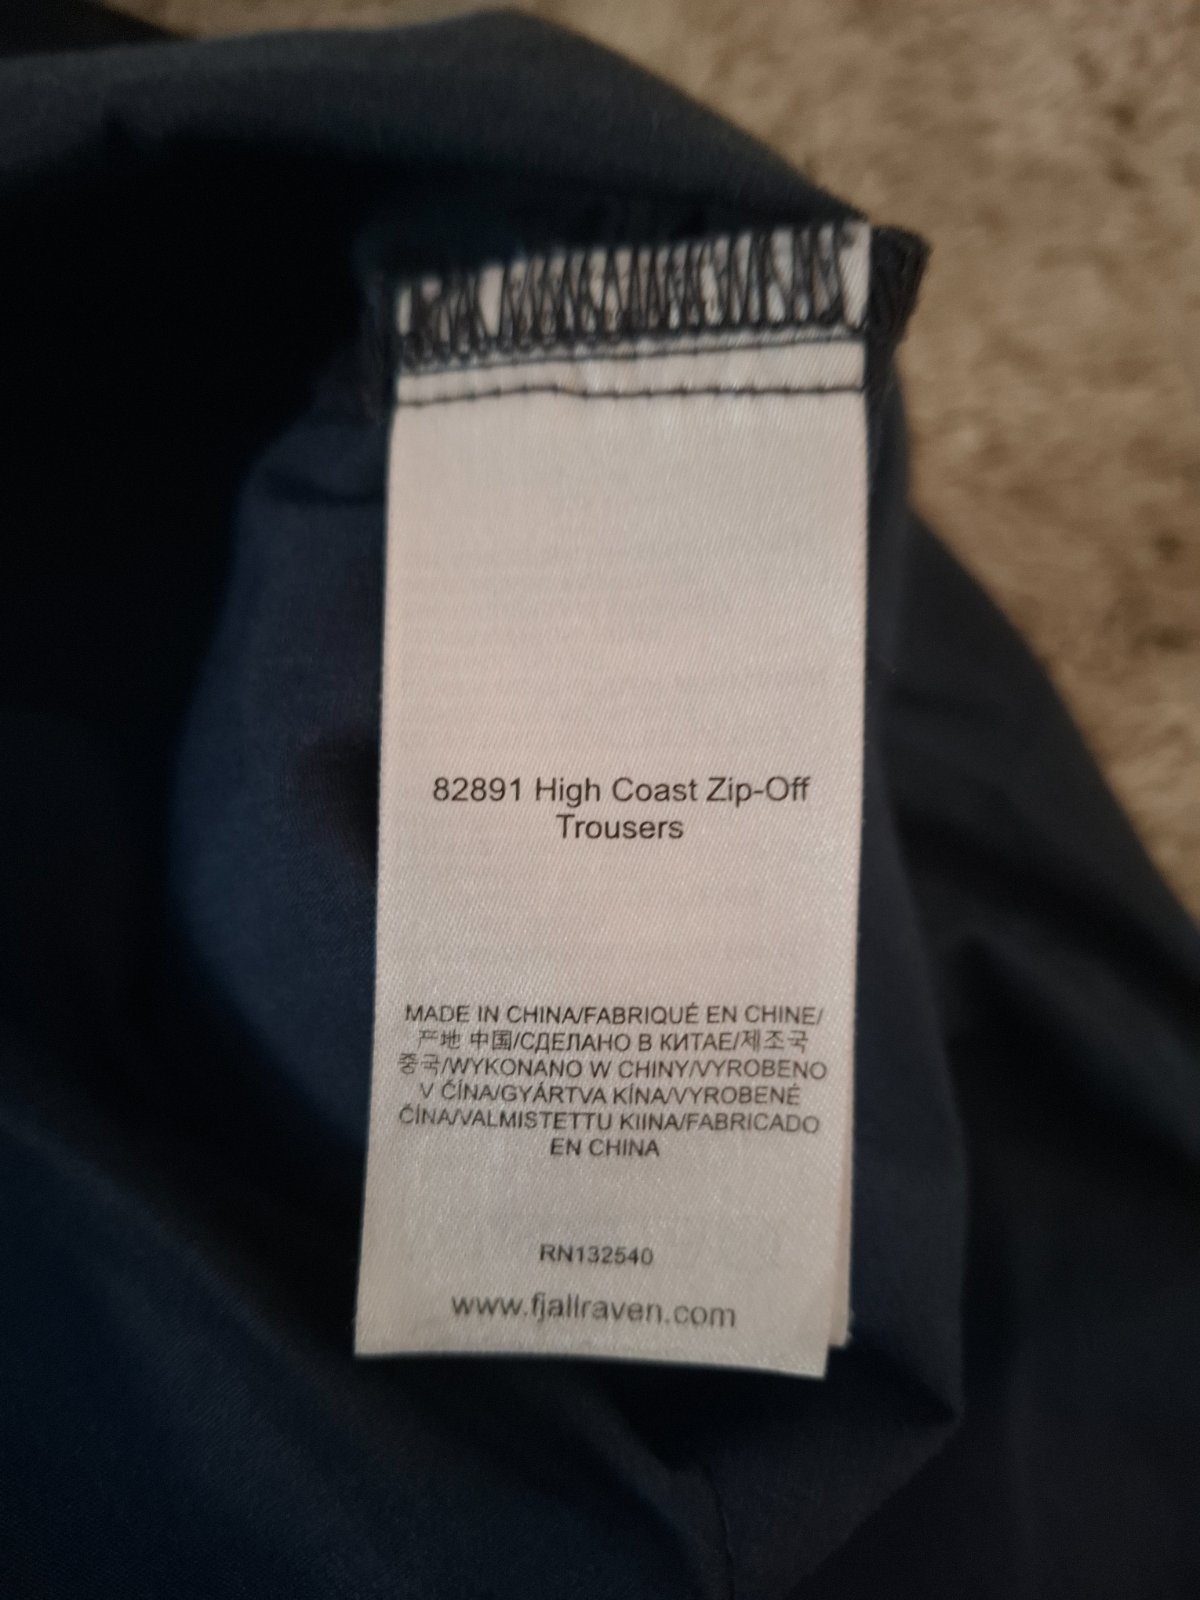 82891 High Coast Zip-Off
Trousers
MADE IN CHINA/FABRIQUÉ EN CHINE/
产地 中国/СДЕЛАНО В КИТАЕ/제조국
중국/WYKONANO W CHINY/VYROBENO
V ČÍNA/GYÁRTVA KÍNA/VYROBENÉ
ČÍNA/VALMISTETTU KIINA/FABRICADO
EN CHINA
RN132540
www.fjallraven.com